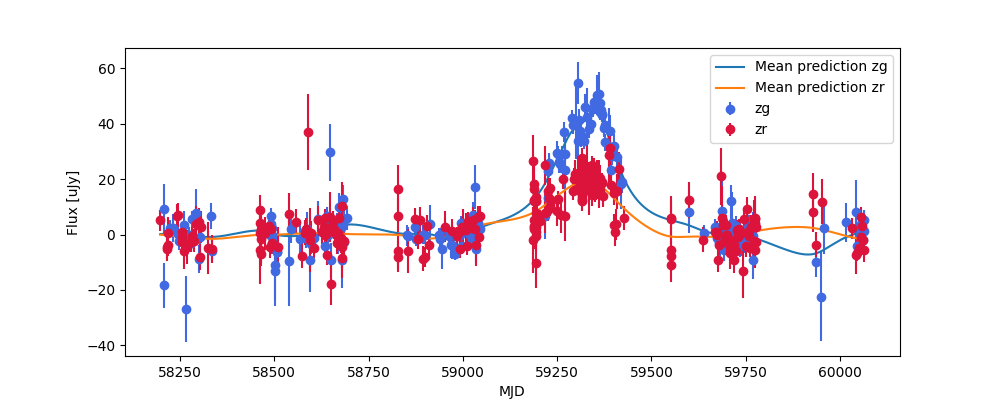 60
40
20
0
−20
−40
Flux [uJy]
58250
58500
58750
59000
59250
59500
59750
60000
MJD
Mean prediction zg
Mean prediction zr
zg
zr